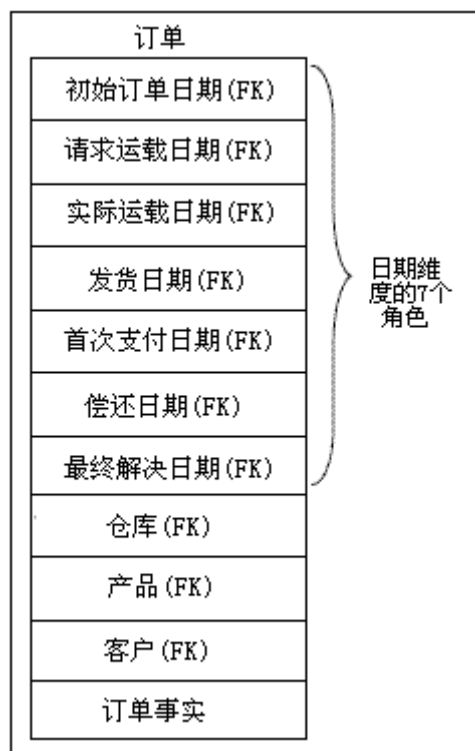 订单
初始订单日期(FK)
请求运载日期(FK)
实际运载日期(FK)
发货日期(FK)
首次支付日期(FK)
偿还日期(FK)
最终解决日期(FK)
仓库(FK)
产品(FK)
客户(FK)
订单事实
日期维
度的7个
角色